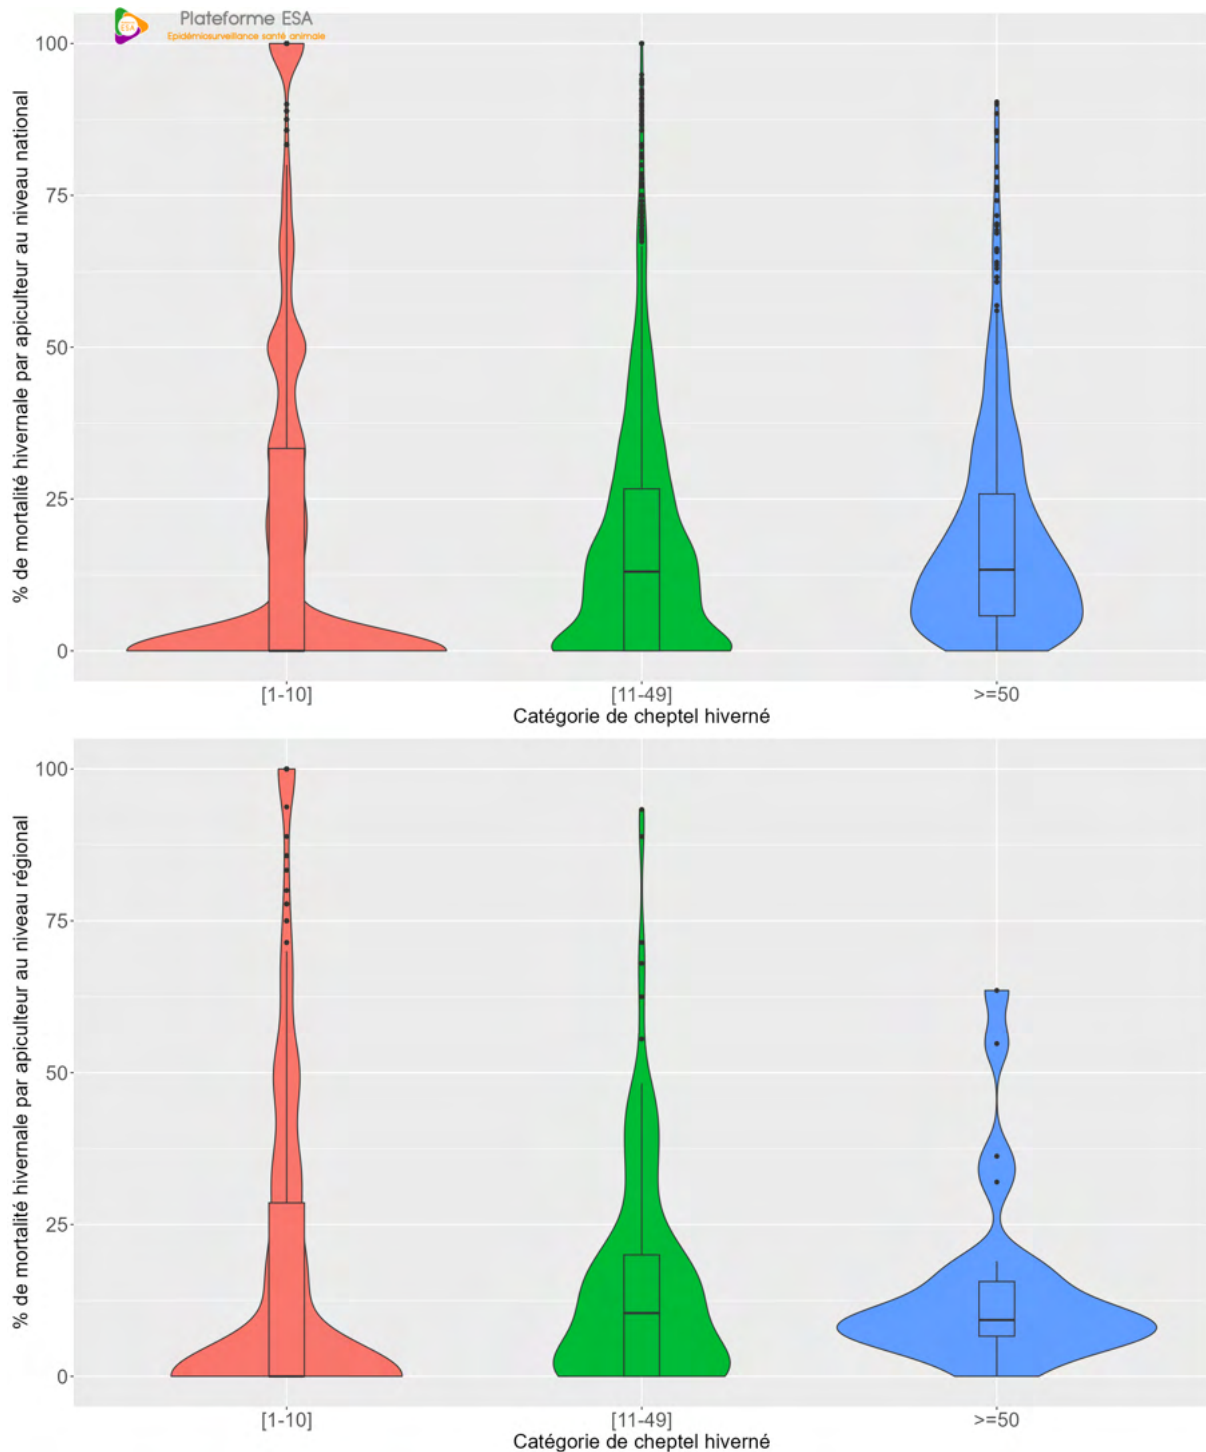 Plateforme ESA
ESA
Epidémiosurveillance santé animale
% de mortalité hivernale par apiculteur au niveau national
100
75
50
25
0
[1-10]
[11-49]
>=50
Catégorie de cheptel hiverné
% de mortalité hivernale par apiculteur au niveau régional
100
75
50
25
0
[1-10]
[11-49]
>=50
Catégorie de cheptel hiverné